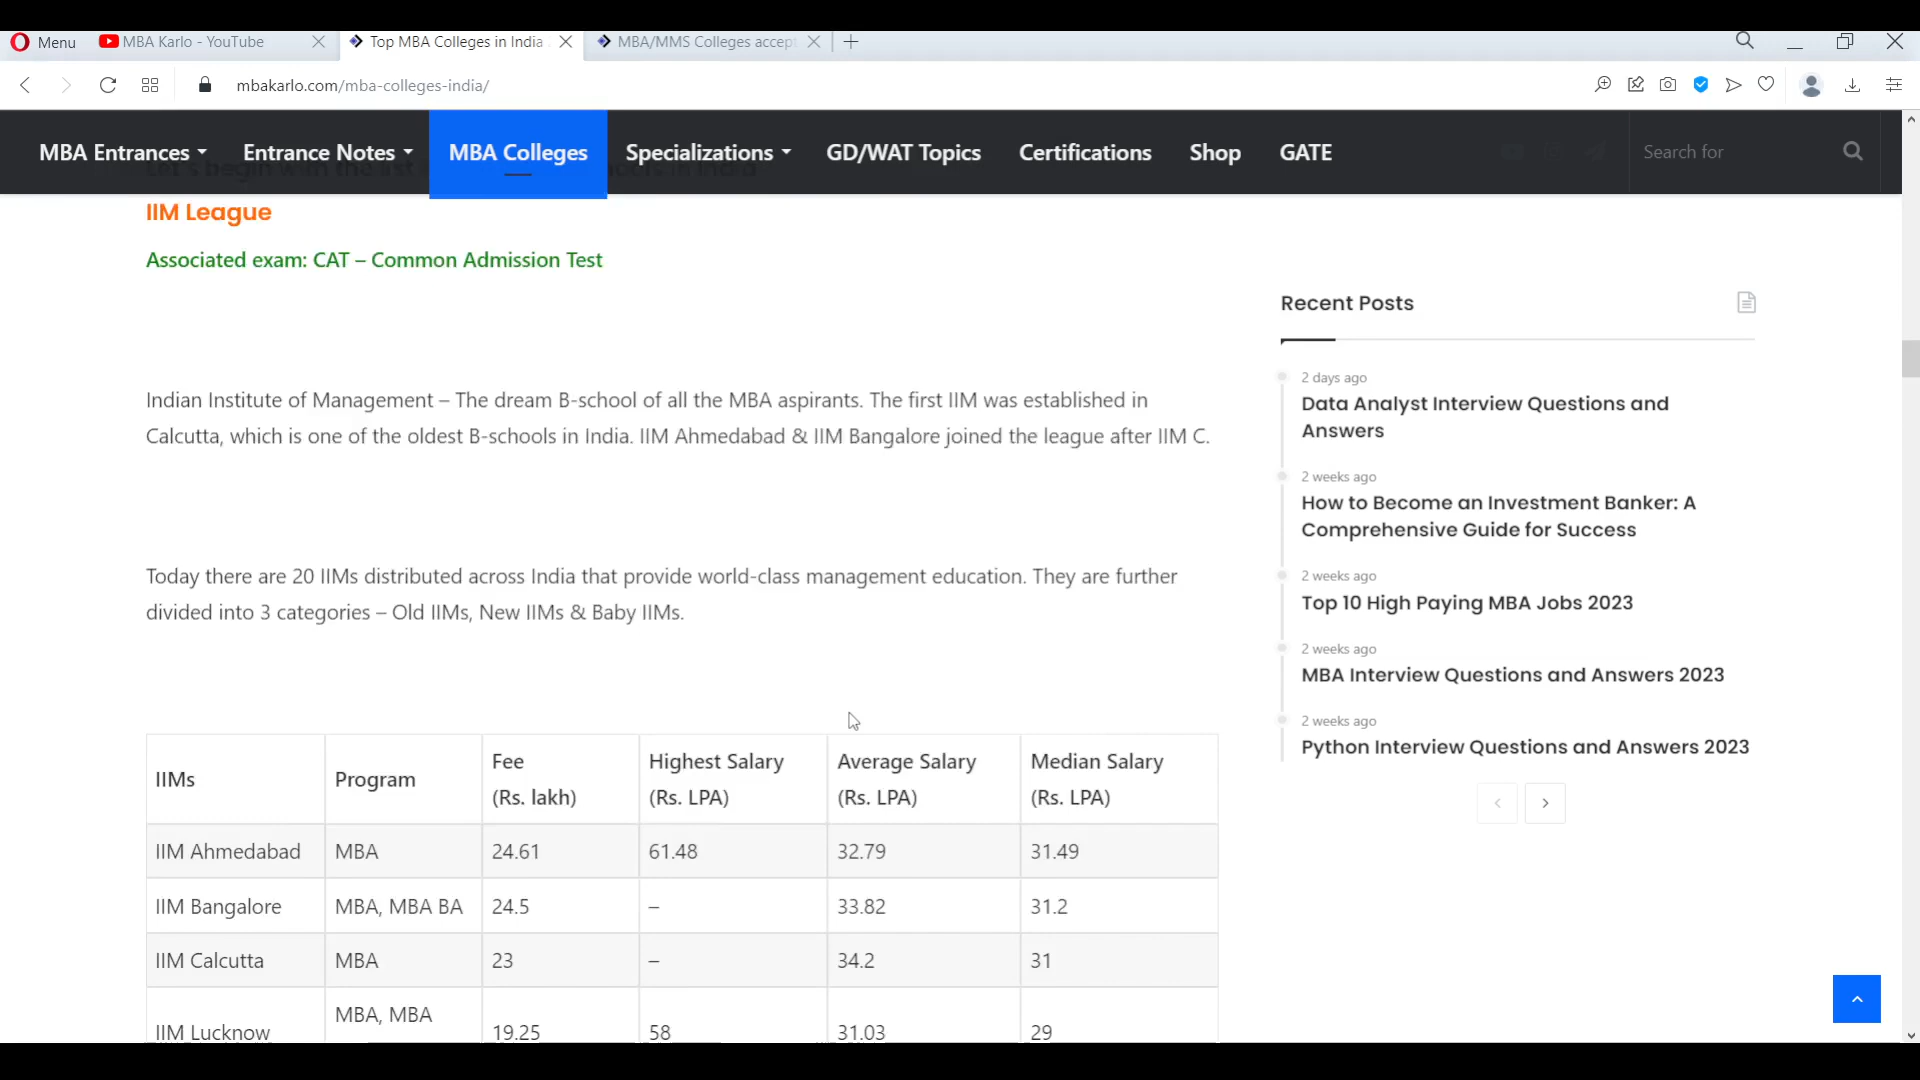 Menu
MBA Karlo - YouTube
Top MBA Colleges in India
MBA/MMS Colleges accept
mbakarlo.com/mba-colleges-india/
MBA Entrances
Entrance Notes
MBA Colleges
Specializations
GD/WAT Topics
Certifications
Shop
GATE
Search for
IIM League
Associated exam: CAT – Common Admission Test
Indian Institute of Management – The dream B-school of all the MBA aspirants. The first IIM was established in
Calcutta, which is one of the oldest B-schools in India. IIM Ahmedabad & IIM Bangalore joined the league after IIM C.
Today there are 20 IIMs distributed across India that provide world-class management education. They are further
divided into 3 categories – Old IIMs, New IIMs & Baby IIMs.
IIMs Program Fee (Rs. lakh) Highest Salary (Rs. LPA) Average Salary (Rs. LPA) Median Salary (Rs. LPA)
IIM Ahmedabad MBA 24.61 61.48 32.79 31.49
IIM Bangalore MBA, MBA BA 24.5 – 33.82 31.2
IIM Calcutta MBA 23 – 34.2 31
IIM Lucknow MBA, MBA 19.25 58 31.03 29
Recent Posts
2 days ago
Data Analyst Interview Questions and
Answers
2 weeks ago
How to Become an Investment Banker: A
Comprehensive Guide for Success
2 weeks ago
Top 10 High Paying MBA Jobs 2023
2 weeks ago
MBA Interview Questions and Answers 2023
2 weeks ago
Python Interview Questions and Answers 2023